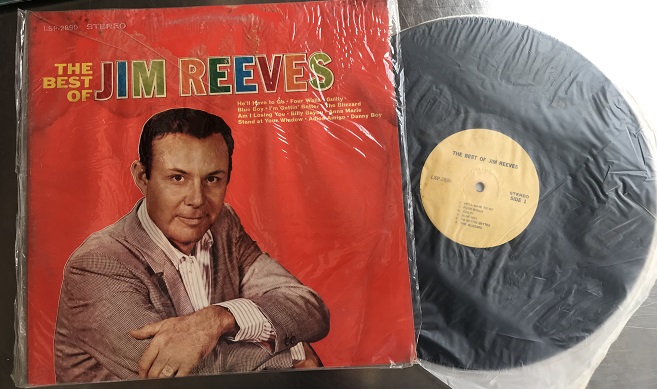 LSP-2890 STEREO
THE
BEST
OF JIM REEVES
He'll Have to Go • Four Walls • Guilty •
Blue Boy • I'm Gettin' Better • The Blizzard
Am I Losing You • Billy Bayou • Anna Marie
Stand at Your Window • Adios Amigo • Danny Boy
THE BEST OF JIM REEVES
STEREO
SIDE 1